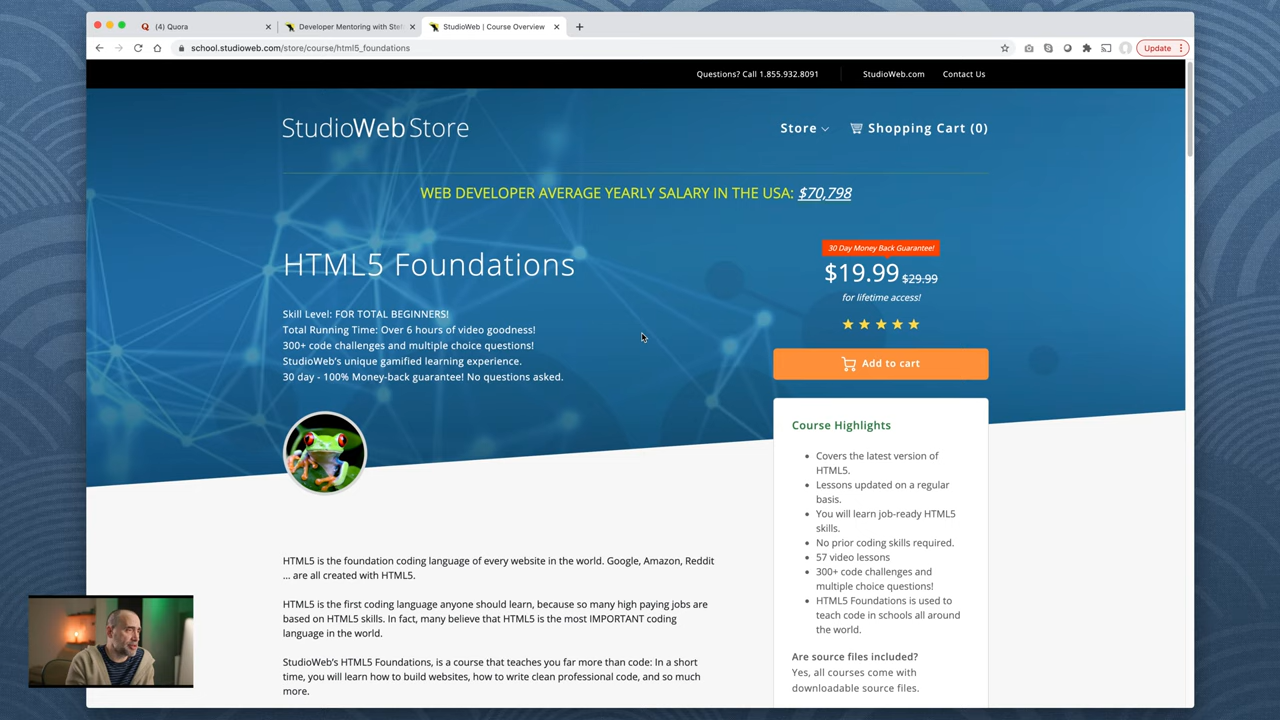 (4) Quora
Developer Mentoring with Ste
StudioWeb | Course Overview
school.studioweb.com/store/course/html5_foundations
Update
Questions? Call 1.855.932.8091
StudioWeb.com
Contact Us
StudioWeb Store
Store
Shopping Cart (0)
WEB DEVELOPER AVERAGE YEARLY SALARY IN THE USA: $70,798
HTML5 Foundations
Skill Level: FOR TOTAL BEGINNERS!
Total Running Time: Over 6 hours of video goodness!
300+ code challenges and multiple choice questions!
StudioWeb's unique gamified learning experience.
30 day - 100% Money-back guarantee! No questions asked.
30 Day Money Back Guarantee!
$19.99 $29.99
for lifetime access!
Add to cart
Course Highlights
Covers the latest version of
HTML5.
Lessons updated on a regular
basis.
You will learn job-ready HTML5
skills.
No prior coding skills required.
57 video lessons
300+ code challenges and
multiple choice questions!
HTML5 Foundations is used to
teach code in schools all around
the world.
Are source files included?
Yes, all courses come with
downloadable source files.
HTML5 is the foundation coding language of every website in the world. Google, Amazon, Reddit
... are all created with HTML5.
HTML5 is the first coding language anyone should learn, because so many high paying jobs are
based on HTML5 skills. In fact, many believe that HTML5 is the most IMPORTANT coding
language in the world.
StudioWeb's HTML5 Foundations, is a course that teaches you far more than code: In a short
time, you will learn how to build websites, how to write clean professional code, and so much
more.